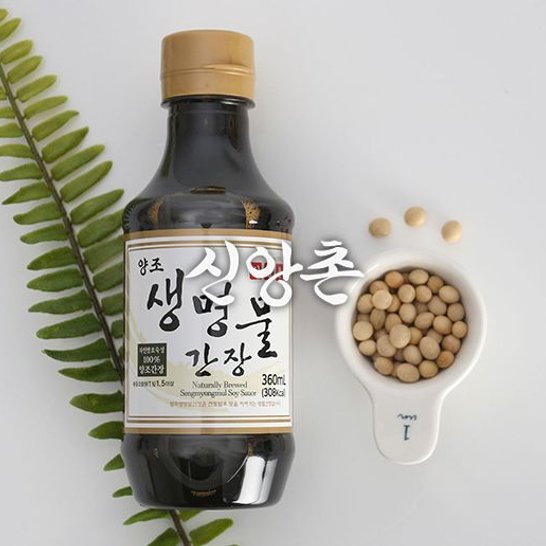 신앙촌
양조
생명물
간장
자연발효숙성
100%
양조간장
Naturally Brewed
Sengmyongmul Soy Sauce
360mL
(308kcal)
1